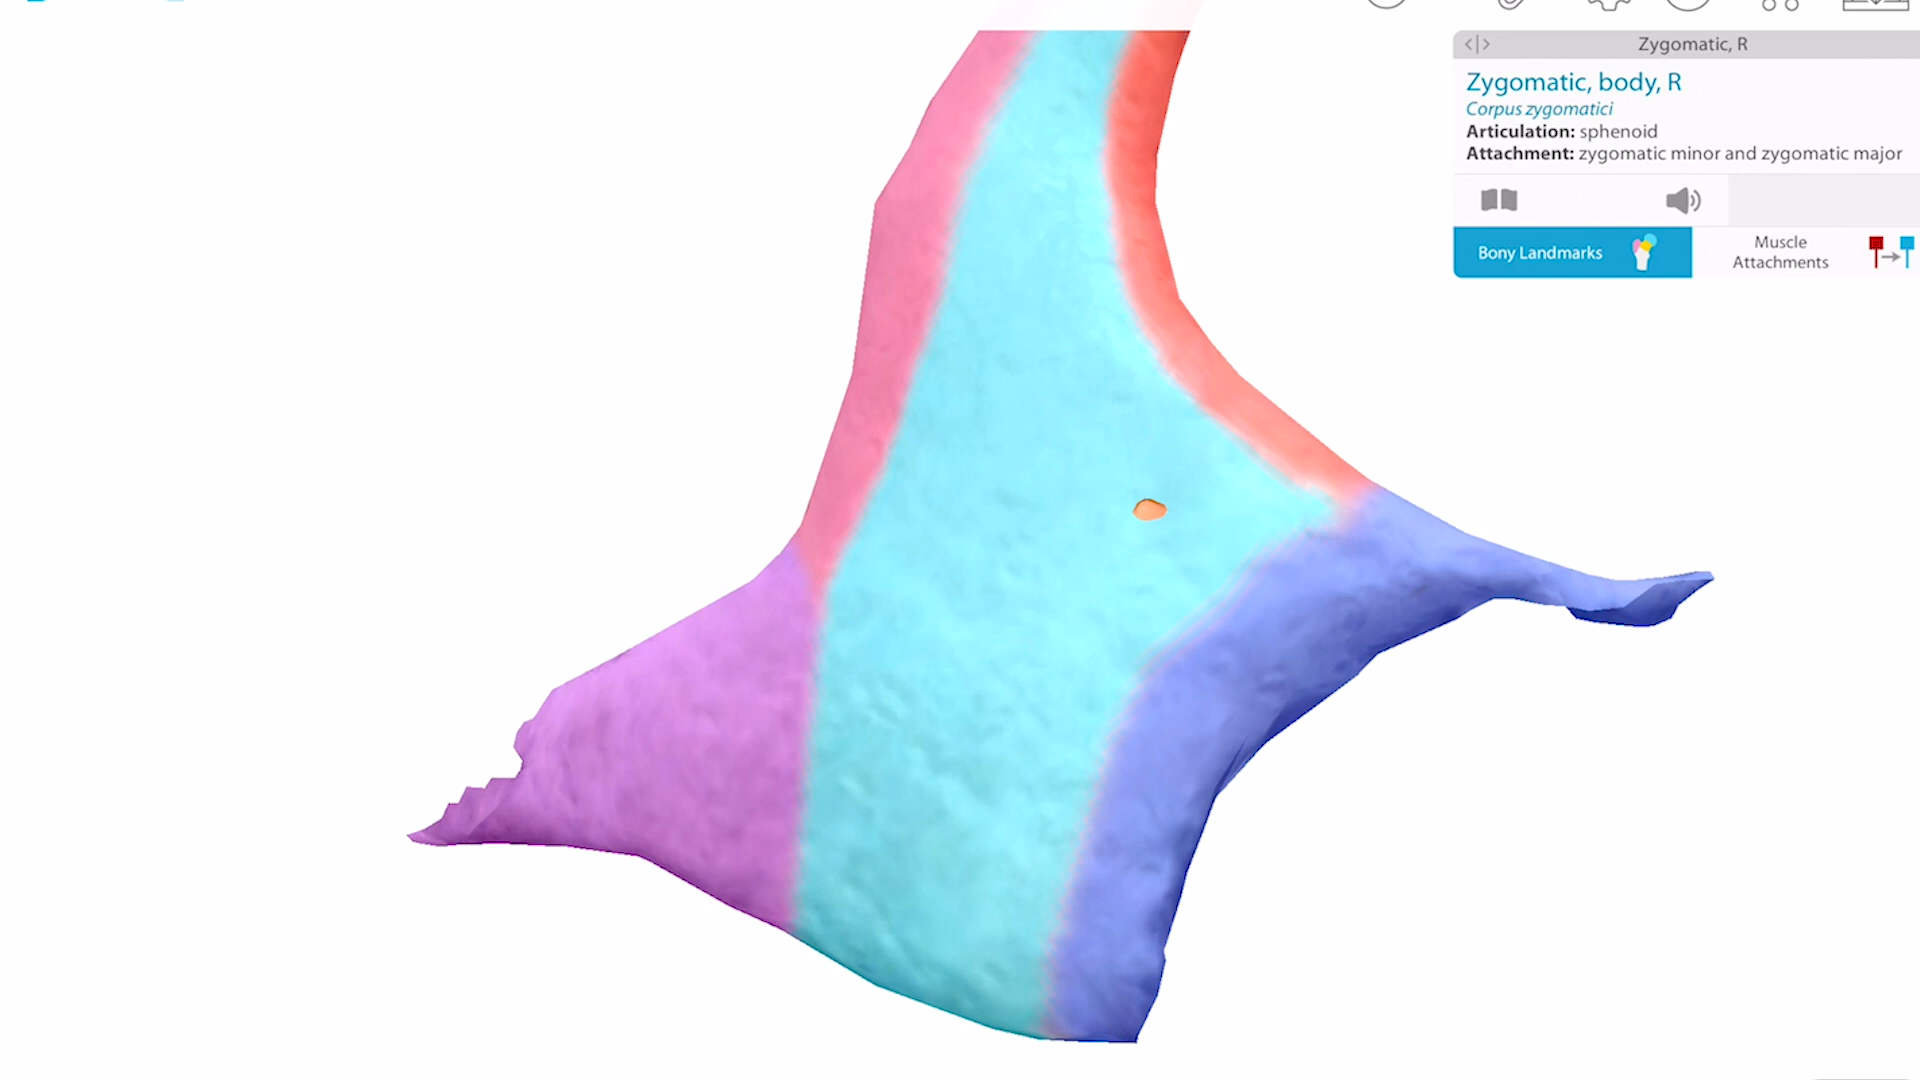 Zygomatic, R
Zygomatic, body, R
Corpus zygomatici
Articulation: sphenoid
Attachment: zygomatic minor and zygomatic major
Bony Landmarks
Muscle
Attachments